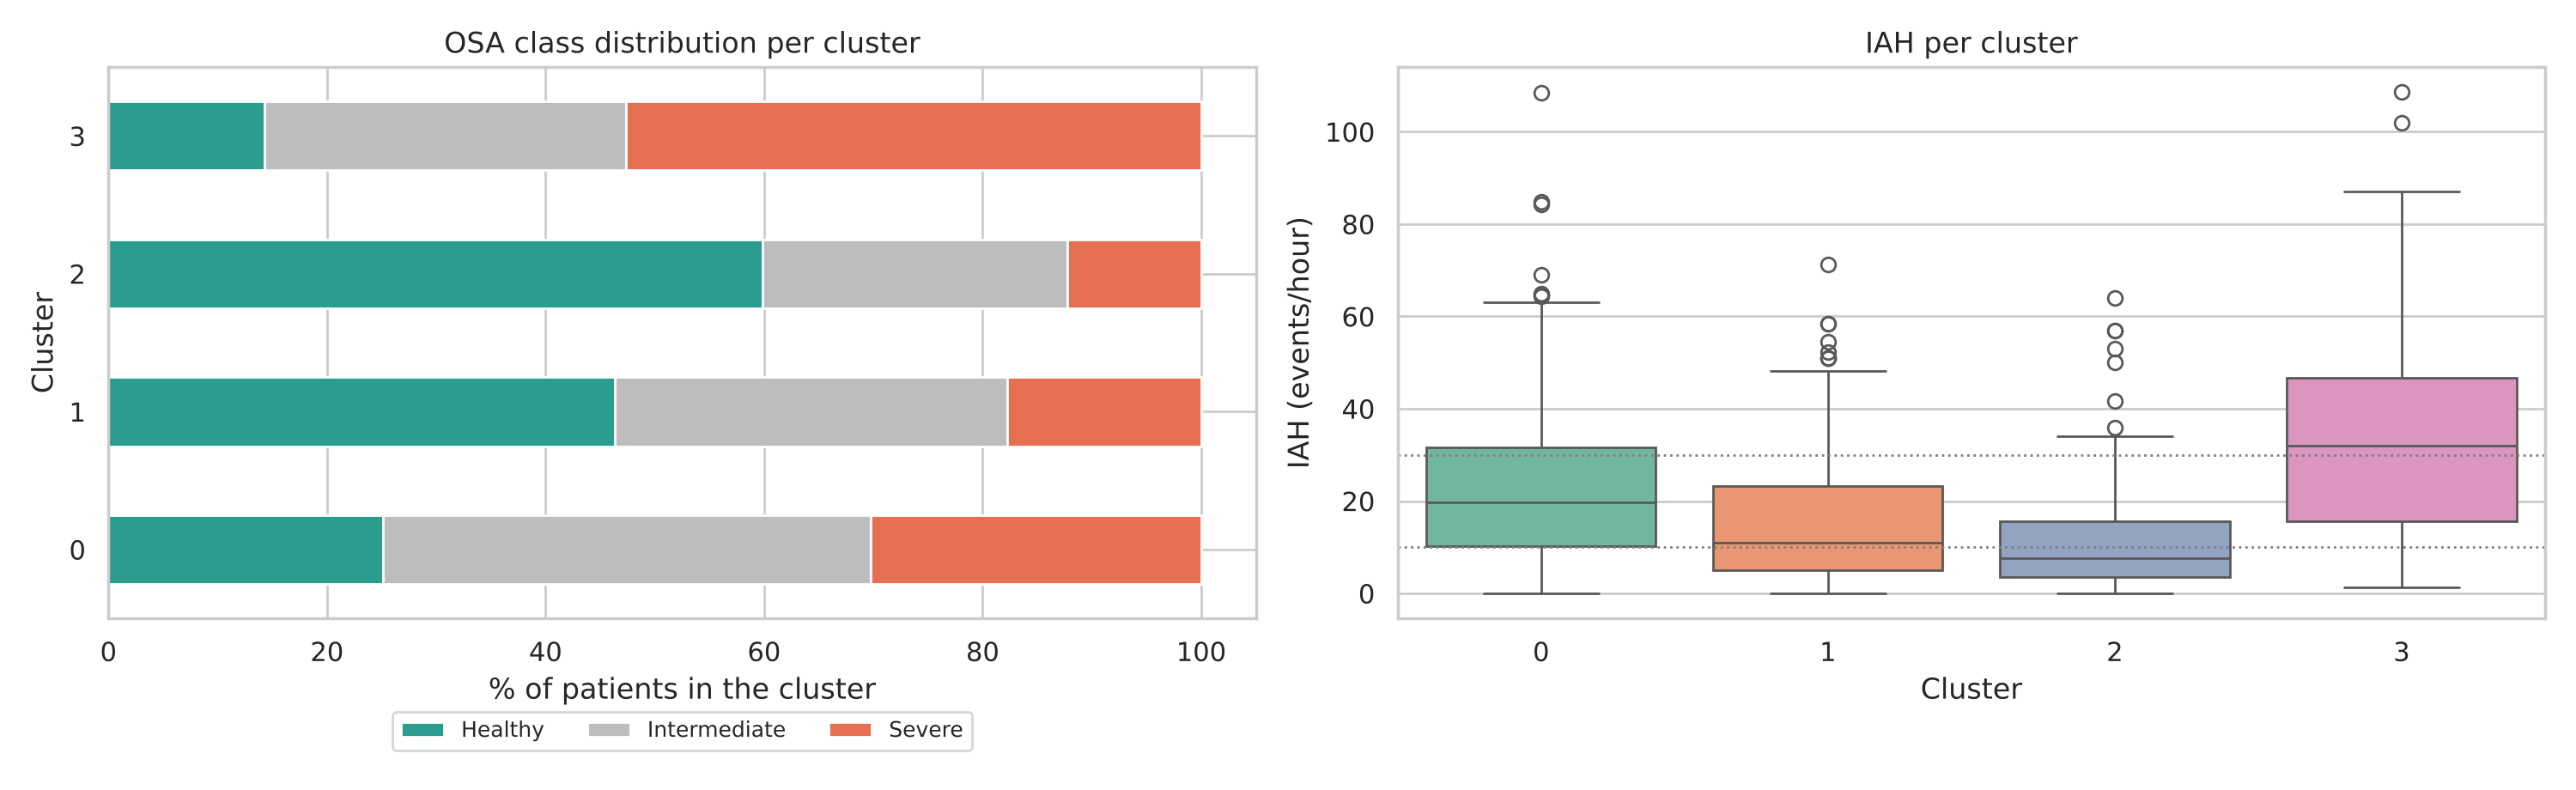 OSA class distribution per cluster
Cluster
3
2
1
0
0 20 40 60 80 100
% of patients in the cluster
Healthy Intermediate Severe
IAH per cluster
IAH (events/hour)
100
80
60
40
20
0
0 1 2 3
Cluster